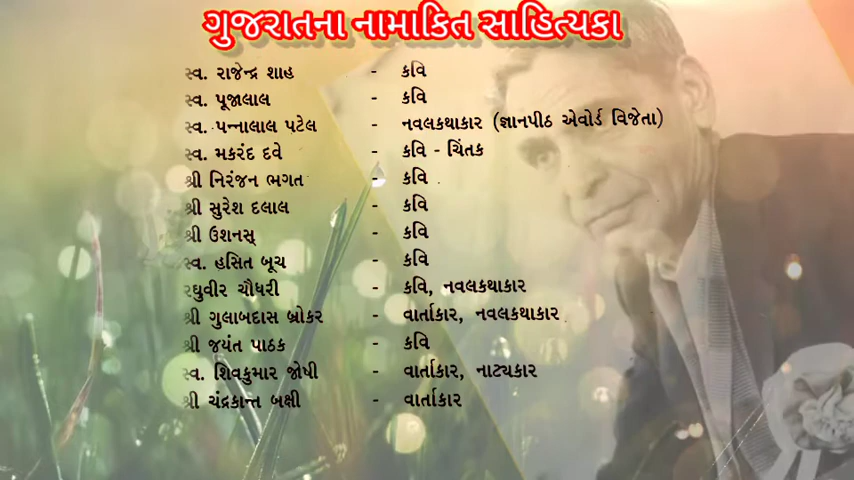 ગુજરાતના નામાંકિત સાહિત્યકા
સ્વ. રાજેન્દ્ર શાહ - કવિ
સ્વ. પૂજાલાલ - કવિ
સ્વ. પન્નાલાલ પટેલ - નવલકથાકાર (જ્ઞાનપીઠ એવોર્ડ વિજેતા)
સ્વ. મકરંદ દવે - કવિ - ચિંતક
શ્રી નિરંજન ભગત - કવિ
શ્રી સુરેશ દલાલ - કવિ
શ્રી ઉશનસ્ - કવિ
સ્વ. હસિત બૂચ - કવિ
રઘુવીર ચૌધરી - કવિ, નવલકથાકાર
શ્રી ગુલાબદાસ બ્રોકર - વાર્તાકાર, નવલકથાકાર
શ્રી જયંત પાઠક - કવિ
સ્વ. શિવકુમાર જોષી - વાર્તાકાર, નાટ્યકાર
શ્રી ચંદ્રકાન્ત બક્ષી - વાર્તાકાર